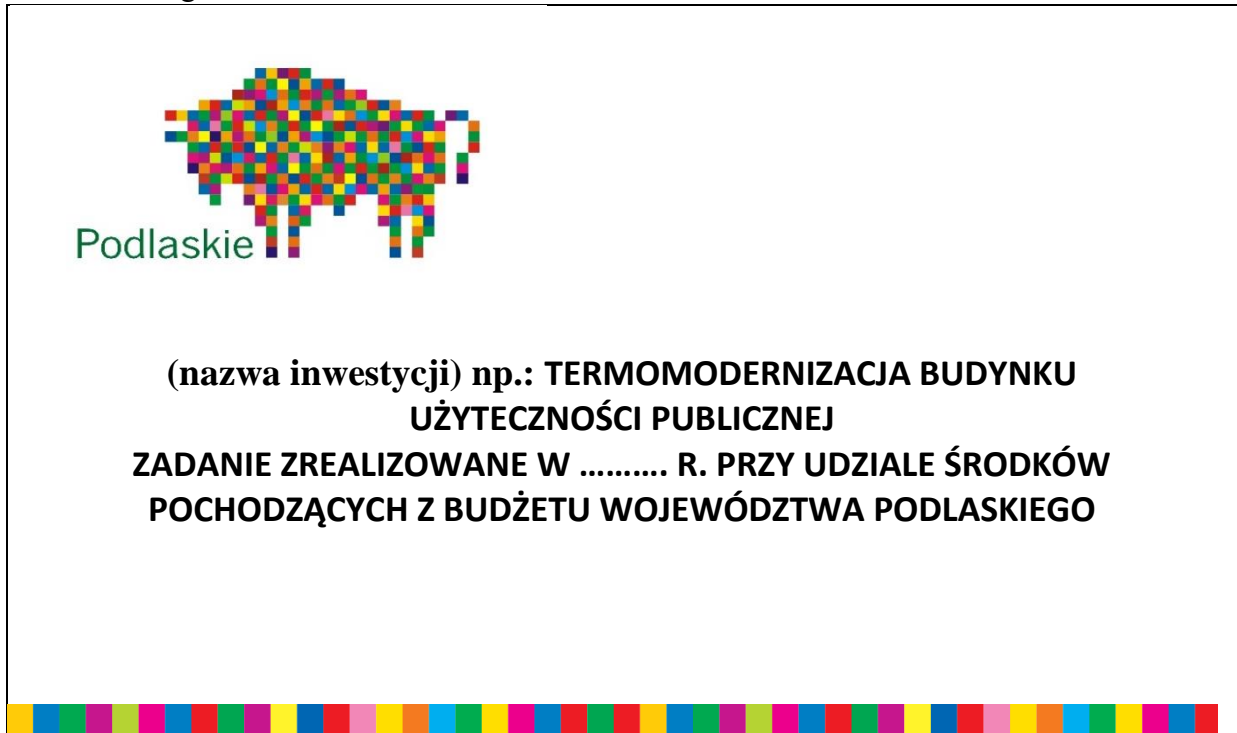 Podlaskie
(nazwa inwestycji) np.: TERMOMODERNIZACJA BUDYNKU
UŻYTECZNOŚCI PUBLICZNEJ
ZADANIE ZREALIZOWANE W ………. R. PRZY UDZIALE ŚRODKÓW
POCHODZĄCYCH Z BUDŻETU WOJEWÓDZTWA PODLASKIEGO